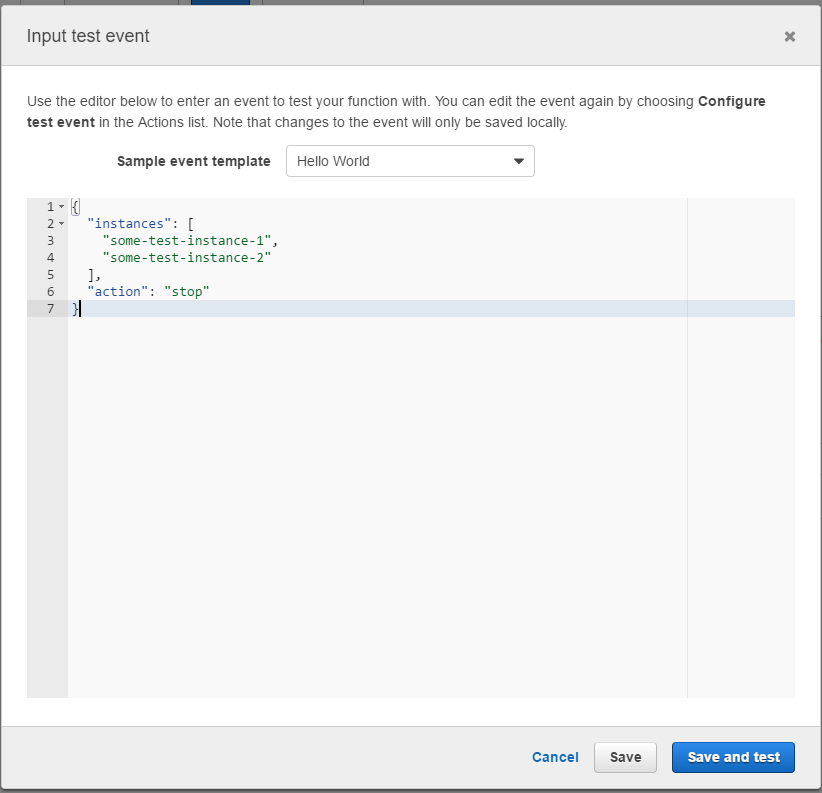 Input test event
Use the editor below to enter an event to test your function with. You can edit the event again by choosing Configure
test event in the Actions list. Note that changes to the event will only be saved locally.
Sample event template Hello World
1 {
2 "instances": [
3 "some-test-instance-1",
4 "some-test-instance-2"
5 ],
6 "action": "stop"
7 }
Cancel Save Save and test